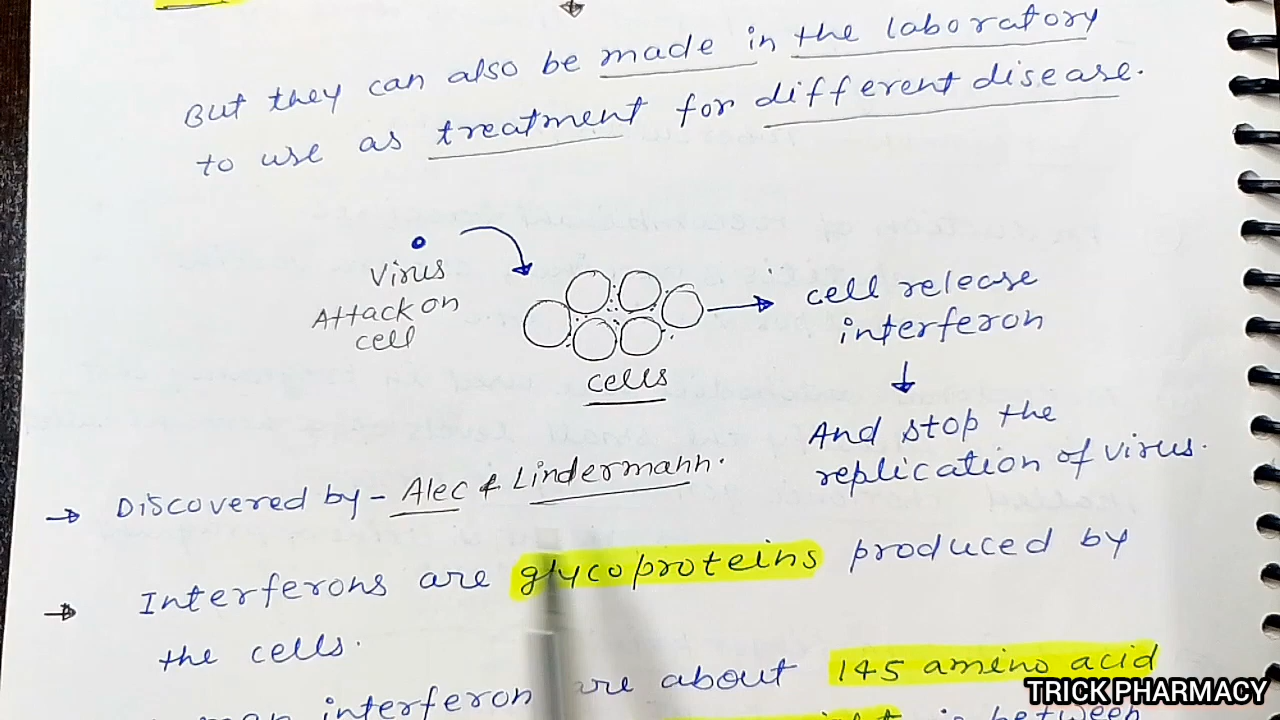 But they can also be made in the laboratory
to use as treatment for different disease.
Virus
Attack on
cell
cells
cell release
interferon
And stop the
replication of virus.
→ Discovered by - Alec & Lindermann.
→ Interferons are glycoproteins produced by
the cells.
interferon are about 145 amino acid
is between
TRICK PHARMACY